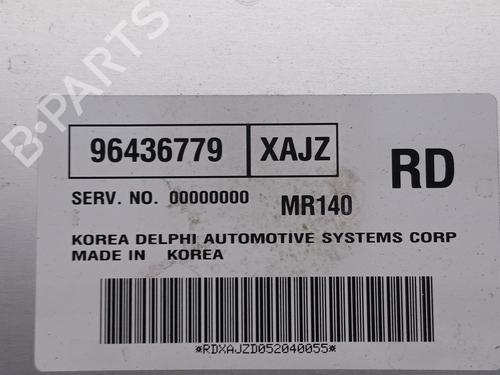 B-PARTS
96436779 XAJZ RD
SERV. NO. 00000000 MR140
KOREA DELPHI AUTOMOTIVE SYSTEMS CORP
MADE IN KOREA
*RDXAJZD052040055*